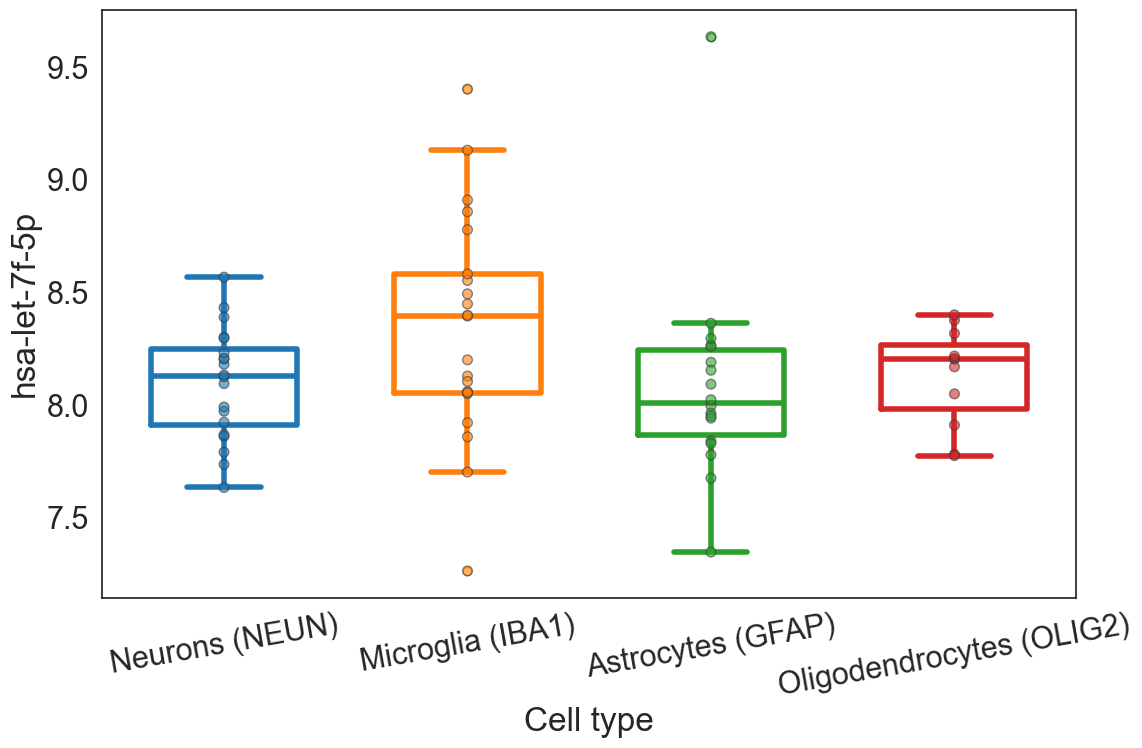 hsa-let-7f-5p
9.5
9.0
8.5
8.0
7.5
Neurons (NEUN)
Microglia (IBA1)
Astrocytes (GFAP)
Oligodendrocytes (OLIG2)
Cell type